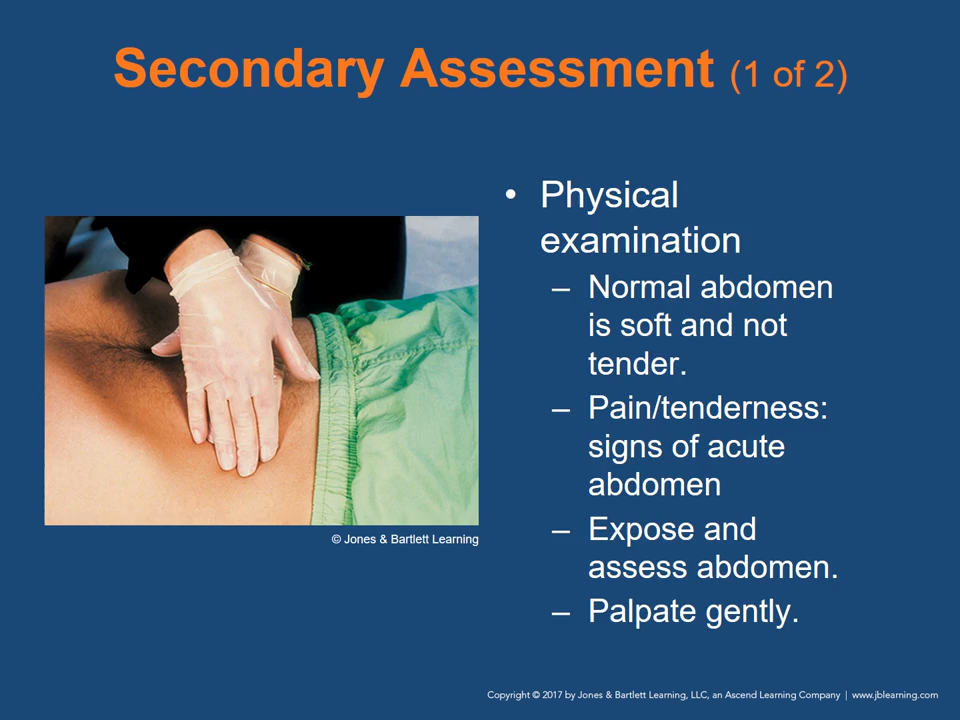 Secondary Assessment (1 of 2)
• Physical
examination
– Normal abdomen
is soft and not
tender.
– Pain/tenderness:
signs of acute
abdomen
– Expose and
assess abdomen.
– Palpate gently.
© Jones & Bartlett Learning
Copyright © 2017 by Jones & Bartlett Learning, LLC, an Ascend Learning Company | www.jblearning.com